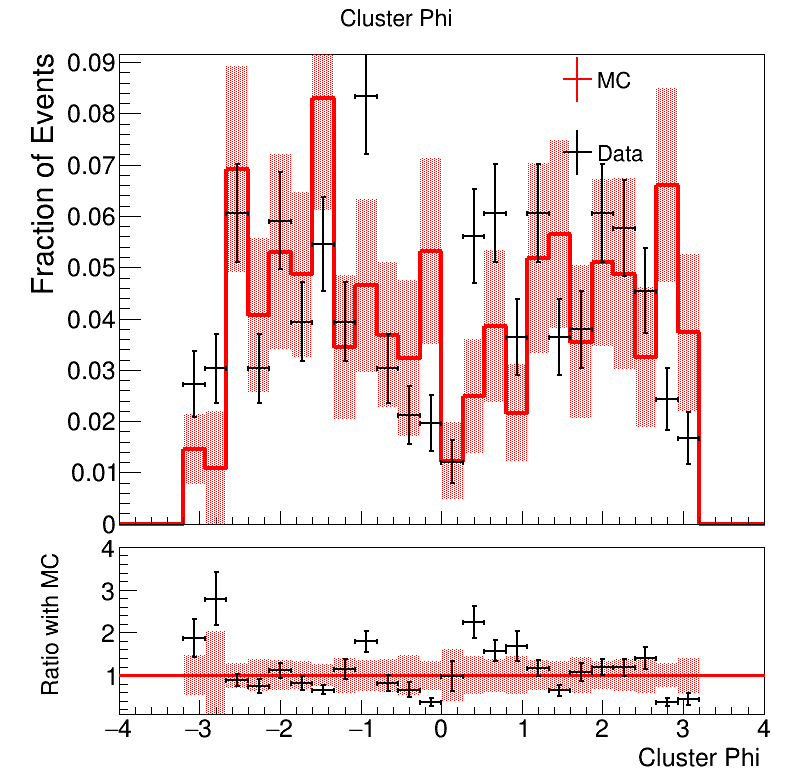 Cluster Phi
Fraction of Events
0.09
0.08
0.07
0.06
0.05
0.04
0.03
0.02
0.01
0
MC
Data
Ratio with MC
4
3
2
1
−4 −3 −2 −1 0 1 2 3 4
Cluster Phi